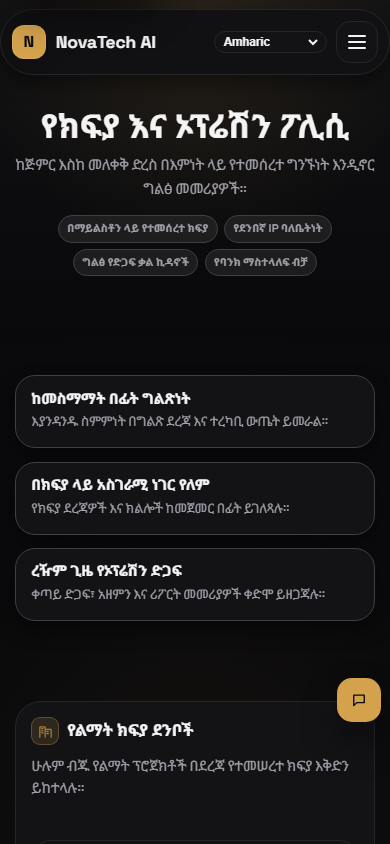 N
NovaTech AI
Amharic
የክፍያ እና ኦፕሬሽን ፖሊሲ
ከጅምር እስከ መለቀቅ ድረስ በእምነት ላይ የተመሰረተ ግንኙነት እንዲኖር
ግልፅ መመሪያዎች።
በማይልስቶን ላይ የተመሰረተ ክፍያ
የደንበኛ IP ባለቤትነት
ግልፅ የድጋፍ ቃል ኪዳኖች
የባንክ ማስተላለፍ ብቻ
ከመስማማት በፊት ግልጽነት
እያንዳንዱ ስምምነት በግልጽ ደረጃ እና ተረካቢ ውጤት ይመራል።
በክፍያ ላይ አስገራሚ ነገር የለም
የክፍያ ደረጃዎች እና ክልሎች ከመጀመር በፊት ይገለጻሉ።
ረዥም ጊዜ የኦፕሬሽን ድጋፍ
ቀጣይ ድጋፍ፣ አዘምን እና ሪፖርት መመሪያዎች ቀድሞ ይዘጋጃሉ።
የልማት ክፍያ ደንቦች
ሁሉም ብጁ የልማት ፕሮጀክቶች በደረጃ የተመሠረተ ክፍያ እቅድን
ይከተላሉ።